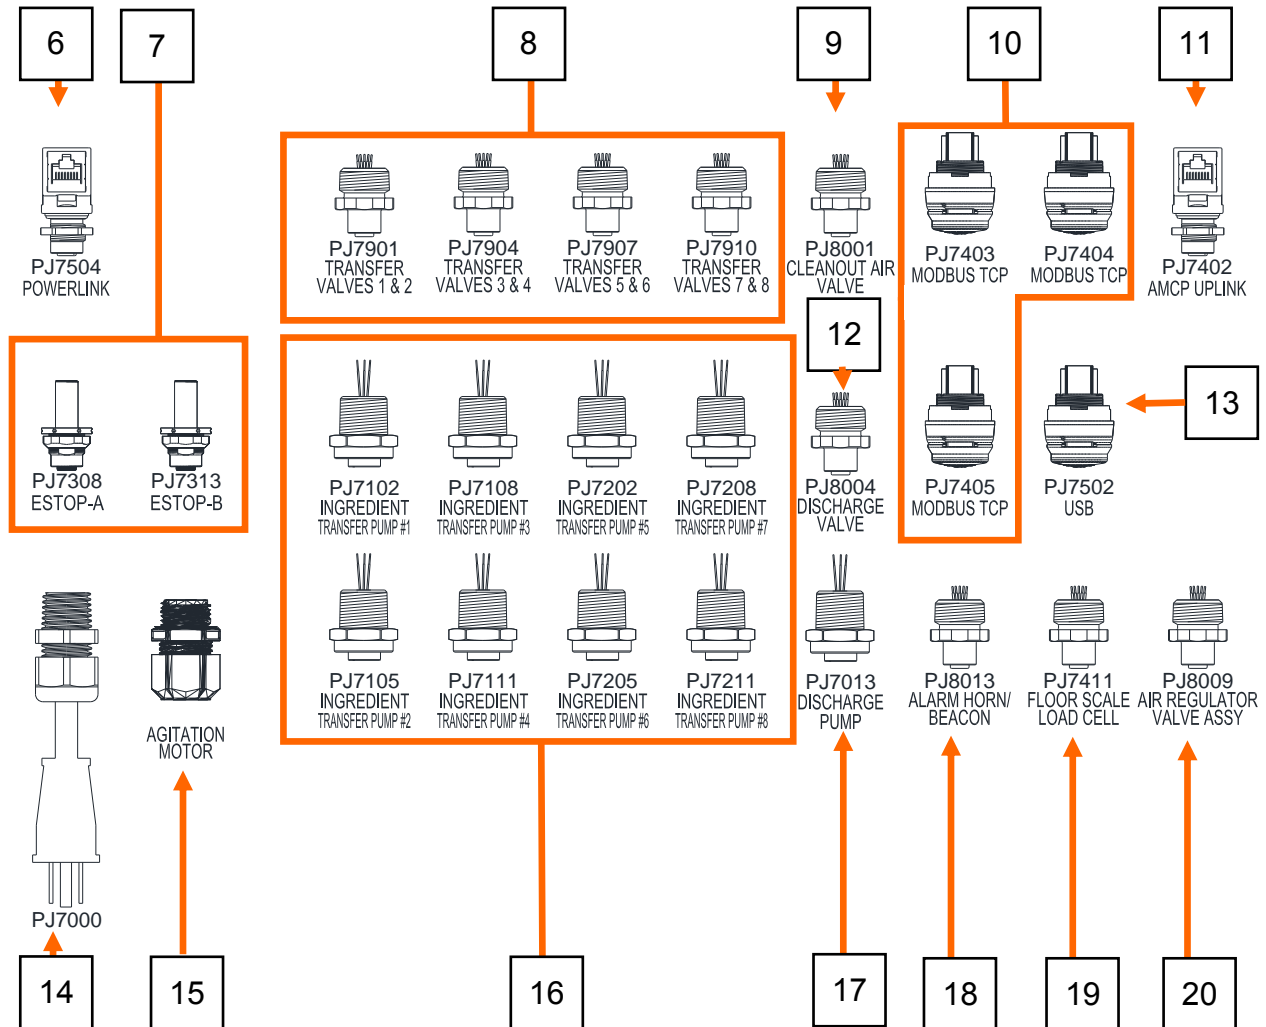 6
7
8
9
10
11
PJ7504
POWERLINK
PJ7901
TRANSFER
VALVES 1 & 2
PJ7904
TRANSFER
VALVES 3 & 4
PJ7907
TRANSFER
VALVES 5 & 6
PJ7910
TRANSFER
VALVES 7 & 8
PJ8001
CLEANOUT AIR
VALVE
PJ7403
MODBUS TCP
PJ7404
MODBUS TCP
PJ7402
AMCP UPLINK
12
13
PJ7308
ESTOP-A
PJ7313
ESTOP-B
PJ7102
INGREDIENT
TRANSFER PUMP #1
PJ7108
INGREDIENT
TRANSFER PUMP #3
PJ7202
INGREDIENT
TRANSFER PUMP #5
PJ7208
INGREDIENT
TRANSFER PUMP #7
PJ8004
DISCHARGE
VALVE
PJ7405
MODBUS TCP
PJ7502
USB
PJ7000
AGITATION
MOTOR
PJ7105
INGREDIENT
TRANSFER PUMP #2
PJ7111
INGREDIENT
TRANSFER PUMP #4
PJ7205
INGREDIENT
TRANSFER PUMP #6
PJ7211
INGREDIENT
TRANSFER PUMP #8
PJ7013
DISCHARGE
PUMP
PJ8013
ALARM HORN/
BEACON
PJ7411
FLOOR SCALE
LOAD CELL
PJ8009
AIR REGULATOR
VALVE ASSY
14
15
16
17
18
19
20